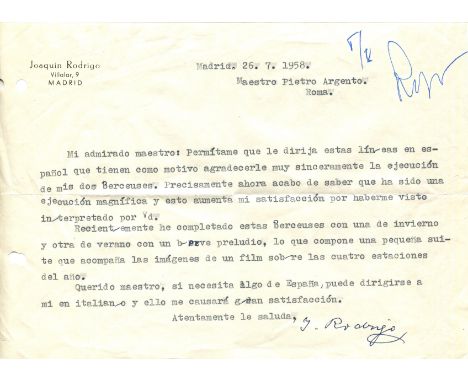 Joaquín Rodrigo
Villalar, 9
MADRID
Madrid. 26. 7. 1958.
Maestro Pietro Argento.
Roma.
Mi admirado maestro: Permítame que le dirija estas líneas en es-
pañol que tienen como motivo agradecerle muy sinceramente la ejecución
de mis dos Berceuses. Precisamente ahora acabo de saber que ha sido una
ejecución magnífica y esto aumenta mi satisfacción por haberme visto
interpretado por Vd.
Recientemente he completado estas Berceuses con una de invierno
y otra de verano con un breve preludio, lo que compone una pequeña sui-
te que acompaña las imágenes de un film sobre las cuatro estaciones
del año.
Querido maestro, si necesita algo de España, puede dirigirse a
mi en italiano y ello me causará gran satisfacción.
Atentamente le saluda,
J. Rodrigo